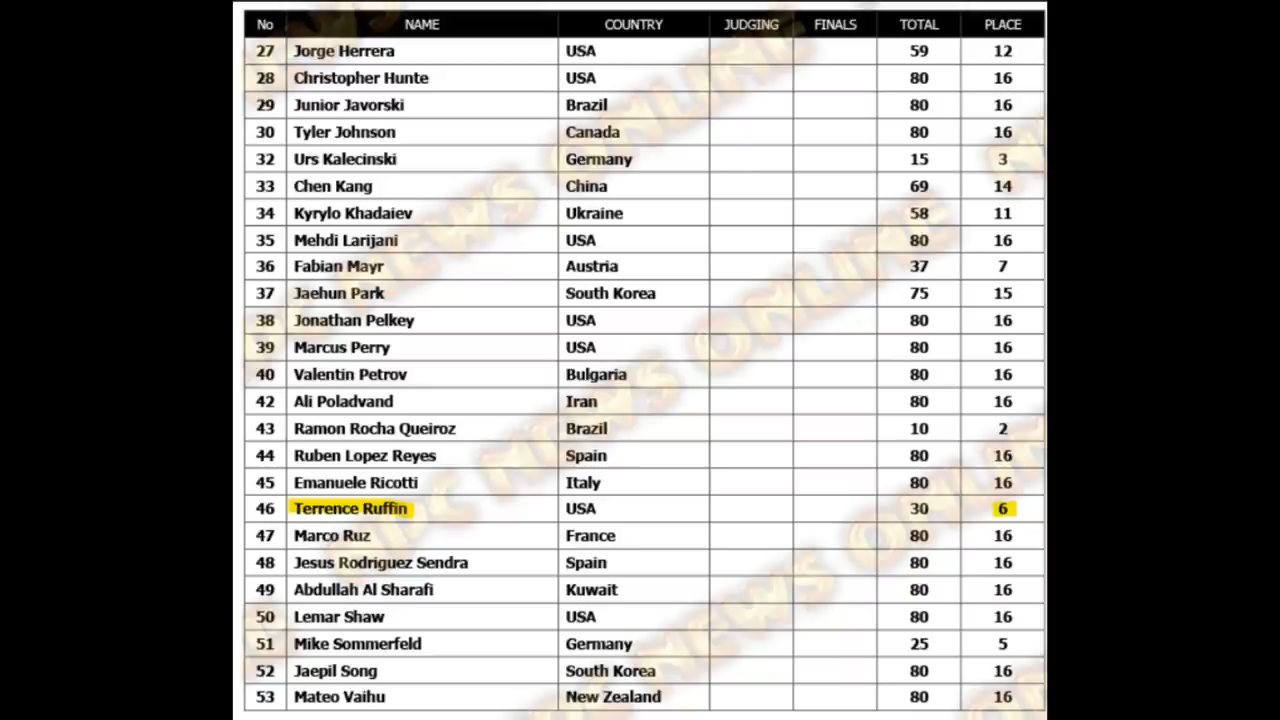 No NAME COUNTRY JUDGING FINALS TOTAL PLACE
27 Jorge Herrera USA 59 12
28 Christopher Hunte USA 80 16
29 Junior Javorski Brazil 80 16
30 Tyler Johnson Canada 80 16
32 Urs Kalecinski Germany 15 3
33 Chen Kang China 69 14
34 Kyrylo Khadaiev Ukraine 58 11
35 Mehdi Larijani USA 80 16
36 Fabian Mayr Austria 37 7
37 Jaehun Park South Korea 75 15
38 Jonathan Pelkey USA 80 16
39 Marcus Perry USA 80 16
40 Valentin Petrov Bulgaria 80 16
42 Ali Poladvand Iran 80 16
43 Ramon Rocha Queiroz Brazil 10 2
44 Ruben Lopez Reyes Spain 80 16
45 Emanuele Ricotti Italy 80 16
46 Terrence Ruffin USA 30 6
47 Marco Ruz France 80 16
48 Jesus Rodriguez Sendra Spain 80 16
49 Abdullah Al Sharafi Kuwait 80 16
50 Lemar Shaw USA 80 16
51 Mike Sommerfeld Germany 25 5
52 Jaepil Song South Korea 80 16
53 Mateo Vaihu New Zealand 80 16
NPC NEWS ONLINE